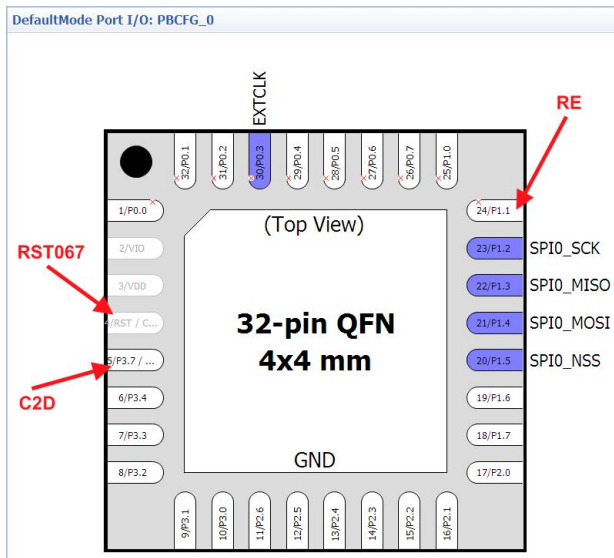 DefaultMode Port I/O: PBCFG_0
EXTCLK
RE
32/P0.1
31/P0.2
30/P0.3
29/P0.4
28/P0.5
27/P0.6
26/P0.7
25/P1.0
1/P0.0
(Top View)
24/P1.1
RST067
2/VIO
23/P1.2
SPI0_SCK
3/VDD
22/P1.3
SPI0_MISO
4/RST / C...
32-pin QFN
21/P1.4
SPI0_MOSI
5/P3.7 / ...
4x4 mm
20/P1.5
SPI0_NSS
C2D
6/P3.4
19/P1.6
7/P3.3
18/P1.7
8/P3.2
GND
17/P2.0
9/P3.1
10/P3.0
11/P2.6
12/P2.5
13/P2.4
14/P2.3
15/P2.2
16/P2.1